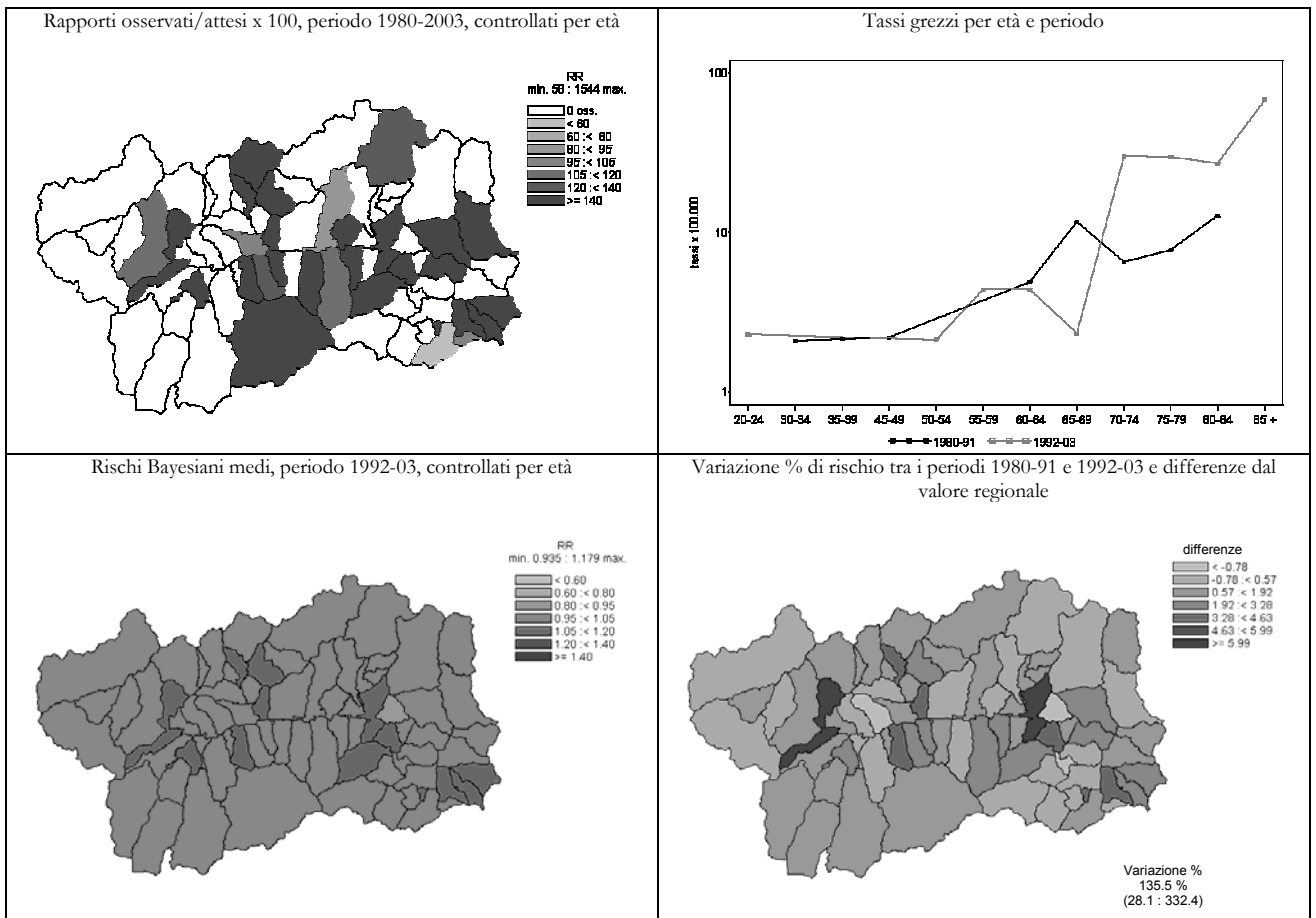 Rapporti osservati/attesi x 100, periodo 1980-2003, controllati per età
RR
min. 58 : 1544 max.
0 oss.
< 60
60 :< 80
80 :< 95
95 :< 105
105 :< 120
120 :< 140
>= 140
Tassi grezzi per età e periodo
100
10
1
tassi x 100.000
20-24
30-34
35-39
45-49
50-54
55-59
60-64
65-69
70-74
75-79
80-84
85 +
1980-91
1992-03
Rischi Bayesiani medi, periodo 1992-03, controllati per età
RR
min. 0.935 : 1.179 max.
< 0.60
0.60 :< 0.80
0.80 :< 0.95
0.95 :< 1.05
1.05 :< 1.20
1.20 :< 1.40
>= 1.40
Variazione % di rischio tra i periodi 1980-91 e 1992-03 e differenze dal
valore regionale
differenze
< -0.78
-0.78 :< 0.57
0.57 :< 1.92
1.92 :< 3.28
3.28 :< 4.63
4.63 :< 5.99
>= 5.99
Variazione %
135.5 %
(28.1 : 332.4)